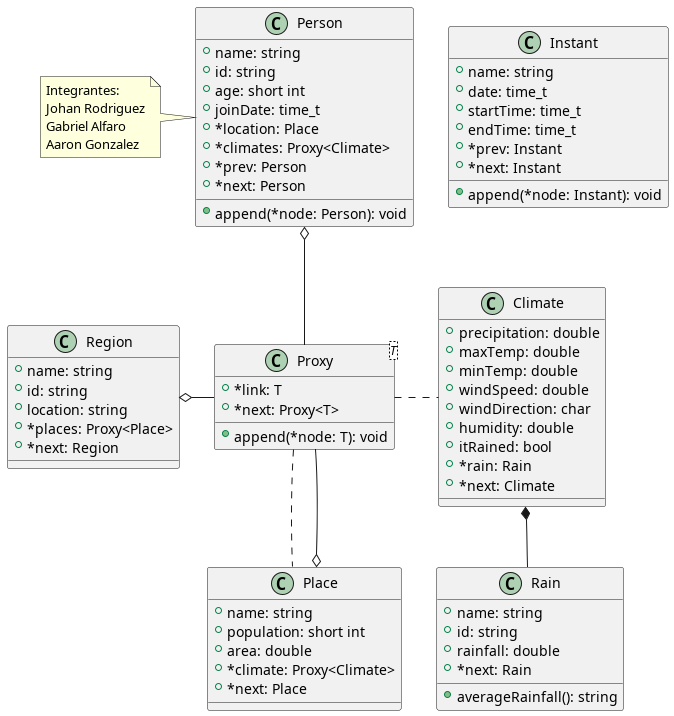 Integrantes:
Johan Rodriguez
Gabriel Alfaro
Aaron Gonzalez
C Person
name: string
id: string
age: short int
joinDate: time_t
*location: Place
*climates: Proxy<Climate>
*prev: Person
*next: Person
append(*node: Person): void
C Instant
name: string
date: time_t
startTime: time_t
endTime: time_t
*prev: Instant
*next: Instant
append(*node: Instant): void
C Region
name: string
id: string
location: string
*places: Proxy<Place>
*next: Region
C Proxy
T
*link: T
*next: Proxy<T>
append(*node: T): void
C Climate
precipitation: double
maxTemp: double
minTemp: double
windSpeed: double
windDirection: char
humidity: double
itRained: bool
*rain: Rain
*next: Climate
C Place
name: string
population: short int
area: double
*climate: Proxy<Climate>
*next: Place
C Rain
name: string
id: string
rainfall: double
*next: Rain
averageRainfall(): string